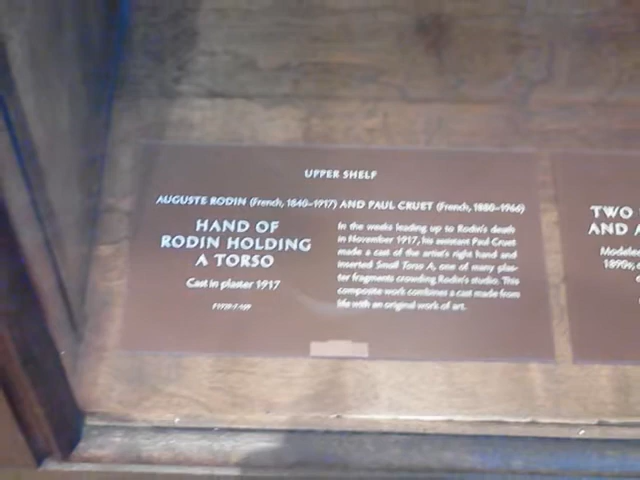 UPPER SHELF
AUGUSTE RODIN (French, 1840–1917) AND PAUL CRUET (French, 1880–1966)
HAND OF
RODIN HOLDING
A TORSO
Cast in plaster 1917
In the weeks leading up to Rodin's death
in November 1917, his assistant Paul Cruet
made a cast of the artist's right hand and
inserted Small Torso A, one of many plas-
ter fragments crowding Rodin's studio. This
composite work combines a cast made from
life with an original work of art.
TWO
AND
1890s,